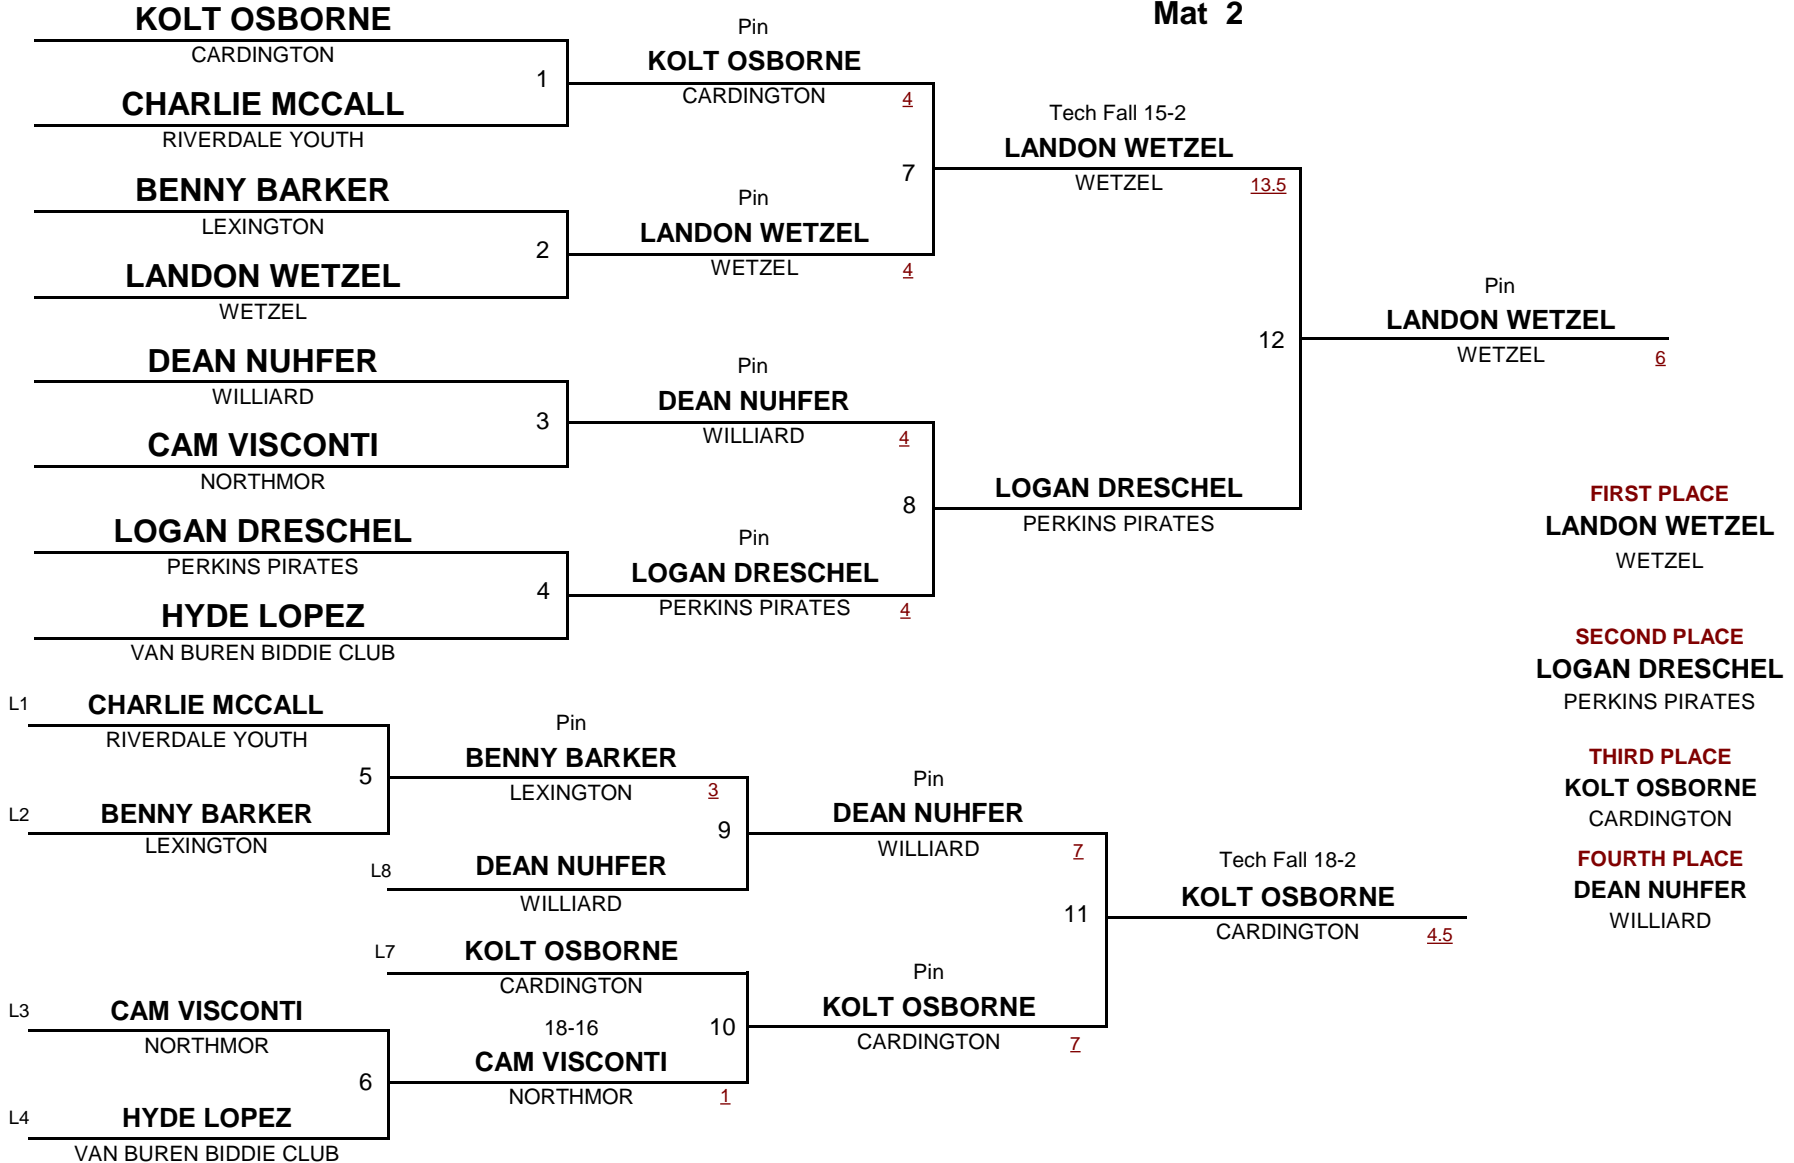 Mat 2
KOLT OSBORNE
CARDINGTON
1
CHARLIE MCCALL
RIVERDALE YOUTH
BENNY BARKER
LEXINGTON
2
LANDON WETZEL
WETZEL
DEAN NUHFER
WILLIARD
3
CAM VISCONTI
NORTHMOR
LOGAN DRESCHEL
PERKINS PIRATES
4
HYDE LOPEZ
VAN BUREN BIDDIE CLUB
Pin
KOLT OSBORNE
CARDINGTON 4
7
Pin
LANDON WETZEL
WETZEL 4
Pin
DEAN NUHFER
WILLIARD 4
8
Pin
LOGAN DRESCHEL
PERKINS PIRATES 4
Tech Fall 15-2
LANDON WETZEL
WETZEL 13.5
12
LOGAN DRESCHEL
PERKINS PIRATES
Pin
LANDON WETZEL
WETZEL 6
FIRST PLACE
LANDON WETZEL
WETZEL
SECOND PLACE
LOGAN DRESCHEL
PERKINS PIRATES
THIRD PLACE
KOLT OSBORNE
CARDINGTON
FOURTH PLACE
DEAN NUHFER
WILLIARD
L1 CHARLIE MCCALL
RIVERDALE YOUTH
5
L2 BENNY BARKER
LEXINGTON
L3 CAM VISCONTI
NORTHMOR
6
L4 HYDE LOPEZ
VAN BUREN BIDDIE CLUB
Pin
BENNY BARKER
LEXINGTON 3
9
L8 DEAN NUHFER
WILLIARD
L7 KOLT OSBORNE
CARDINGTON
18-16 10
CAM VISCONTI
NORTHMOR 1
Pin
DEAN NUHFER
WILLIARD 7
11
Pin
KOLT OSBORNE
CARDINGTON 7
Tech Fall 18-2
KOLT OSBORNE
CARDINGTON 4.5